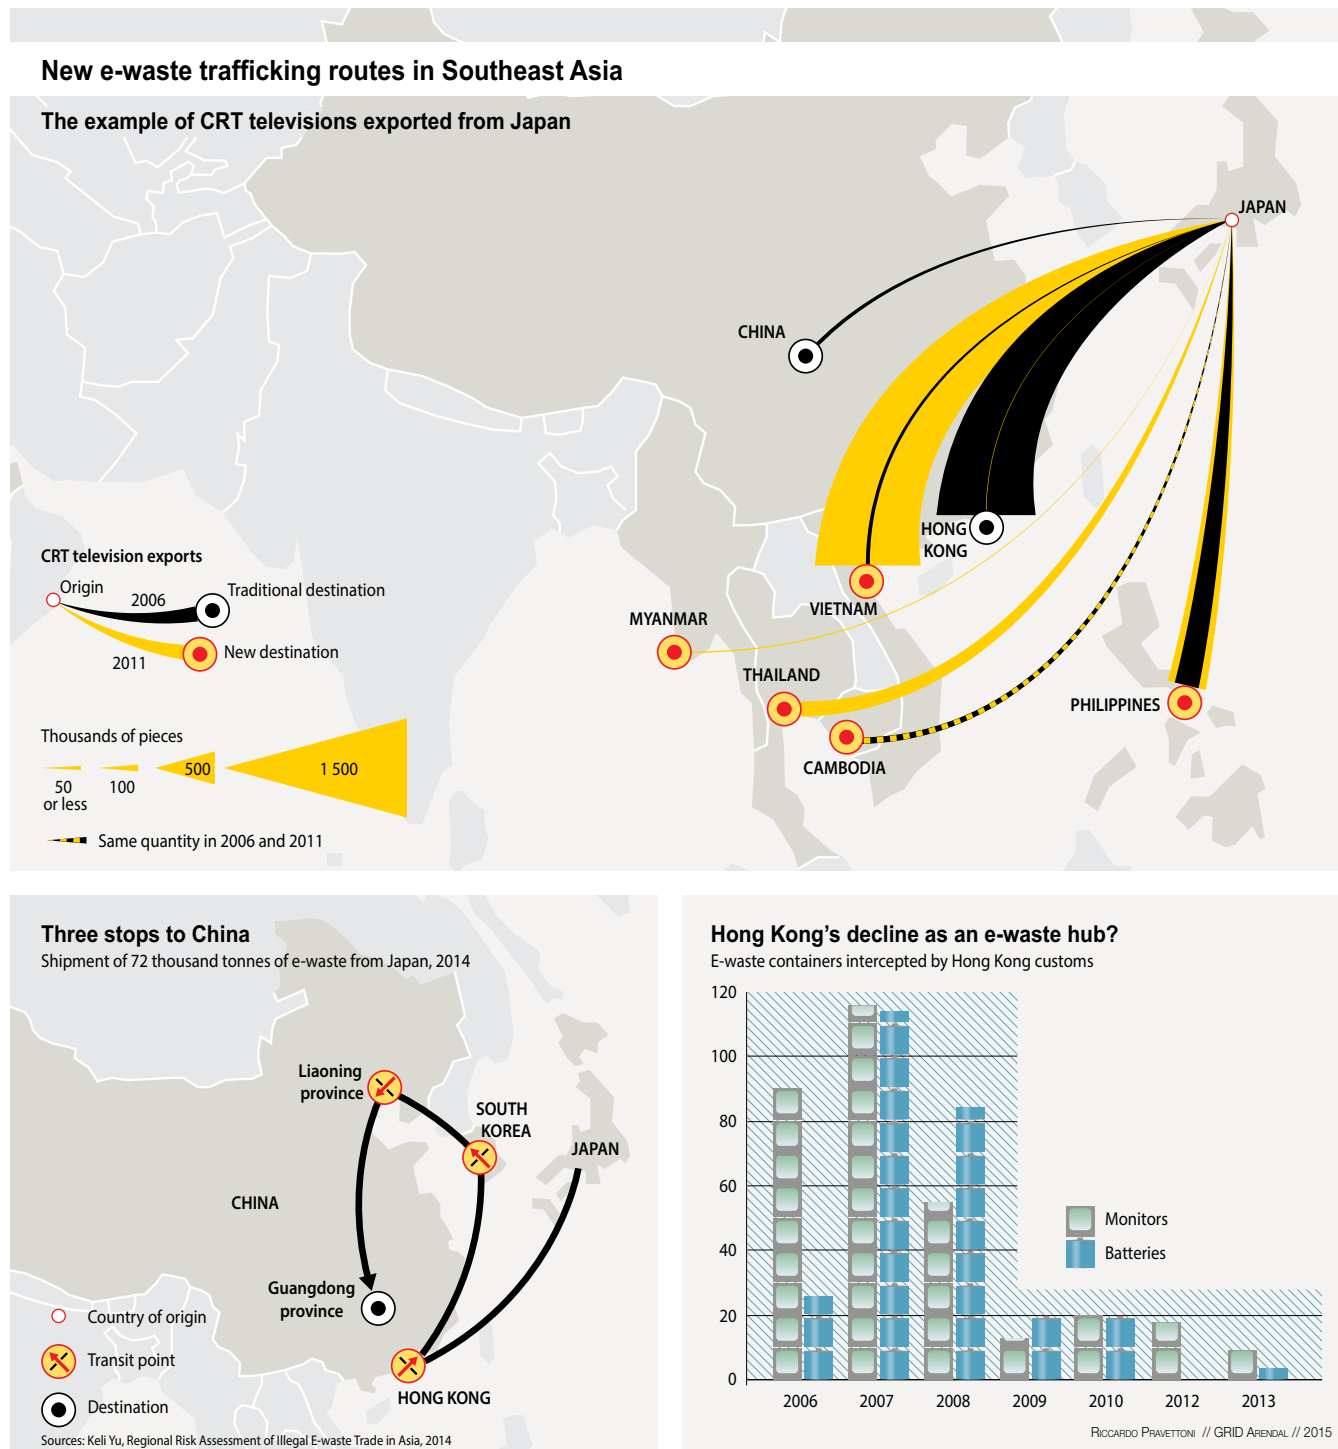 New e-waste trafficking routes in Southeast Asia
The example of CRT televisions exported from Japan
JAPAN
CHINA
HONG
KONG
VIETNAM
MYANMAR
THAILAND
CAMBODIA
PHILIPPINES
CRT television exports
Origin
2006
Traditional destination
2011
New destination
Thousands of pieces
50
or less
100
500
1 500
Same quantity in 2006 and 2011
Three stops to China
Shipment of 72 thousand tonnes of e-waste from Japan, 2014
Liaoning
province
SOUTH
KOREA
JAPAN
CHINA
Guangdong
province
HONG KONG
Country of origin
Transit point
Destination
Sources: Keli Yu, Regional Risk Assessment of Illegal E-waste Trade in Asia, 2014
Hong Kong’s decline as an e-waste hub?
E-waste containers intercepted by Hong Kong customs
120
100
80
60
40
20
0
Monitors
Batteries
2006 2007 2008 2009 2010 2012 2013
Riccardo Pravettoni // GRID Arendal // 2015